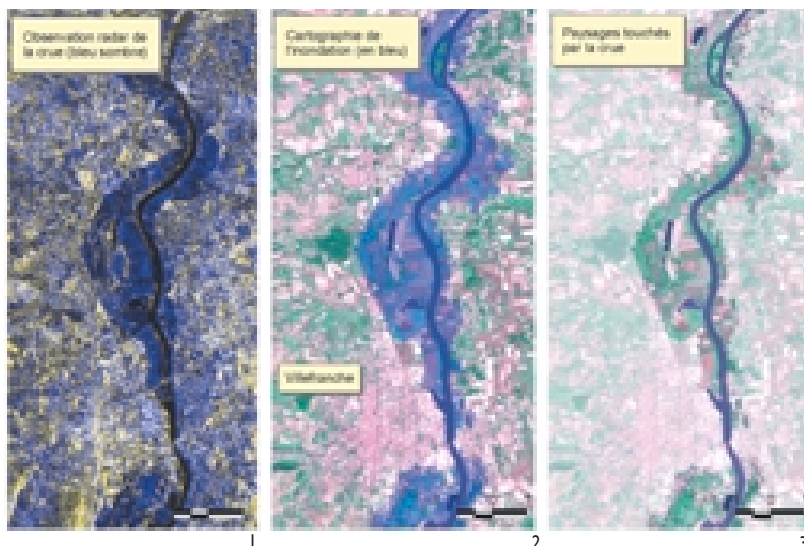 Observation radar de
la crue (bleu sombre)
Cartographie de
l'inondation (en bleu)
Paysages touchés
par la crue
Villefranche
1
2
3